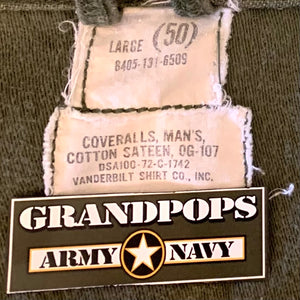 LARGE (50)
8405-131-6509
COVERALLS, MAN'S,
COTTON SATEEN, OG-107
DSA100-72-C-1742
VANDERBILT SHIRT CO., INC.
GRANDPOPS
ARMY NAVY